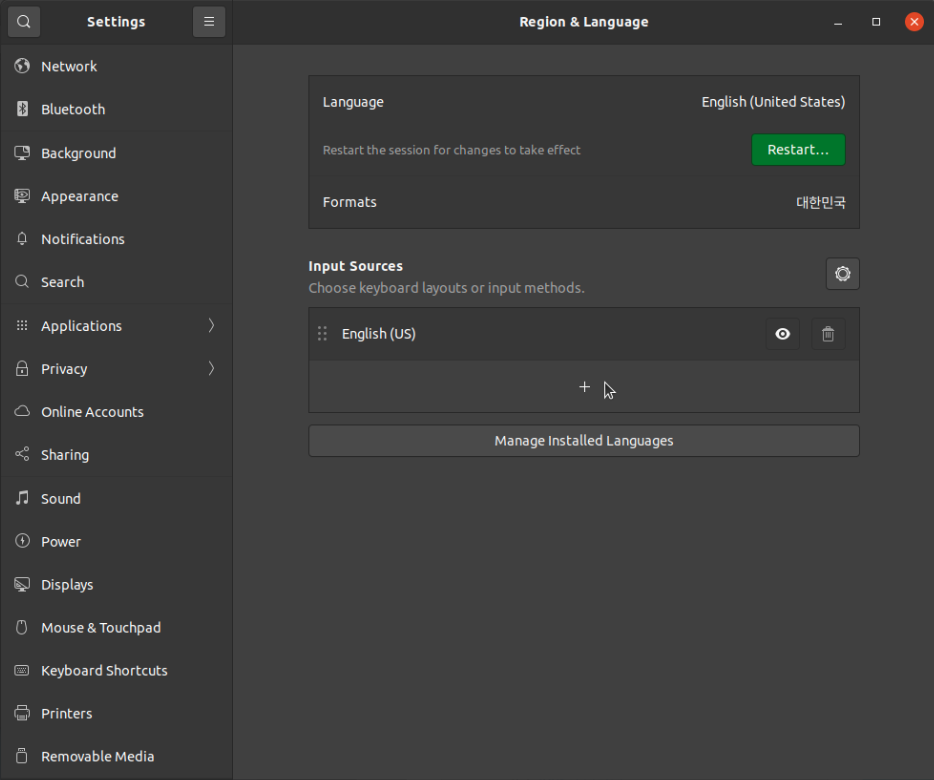 Settings
Region & Language
Network
Bluetooth
Background
Appearance
Notifications
Search
Applications
Privacy
Online Accounts
Sharing
Sound
Power
Displays
Mouse & Touchpad
Keyboard Shortcuts
Printers
Removable Media
Language English (United States)
Restart the session for changes to take effect Restart...
Formats 대한민국
Input Sources
Choose keyboard layouts or input methods.
English (US)
Manage Installed Languages